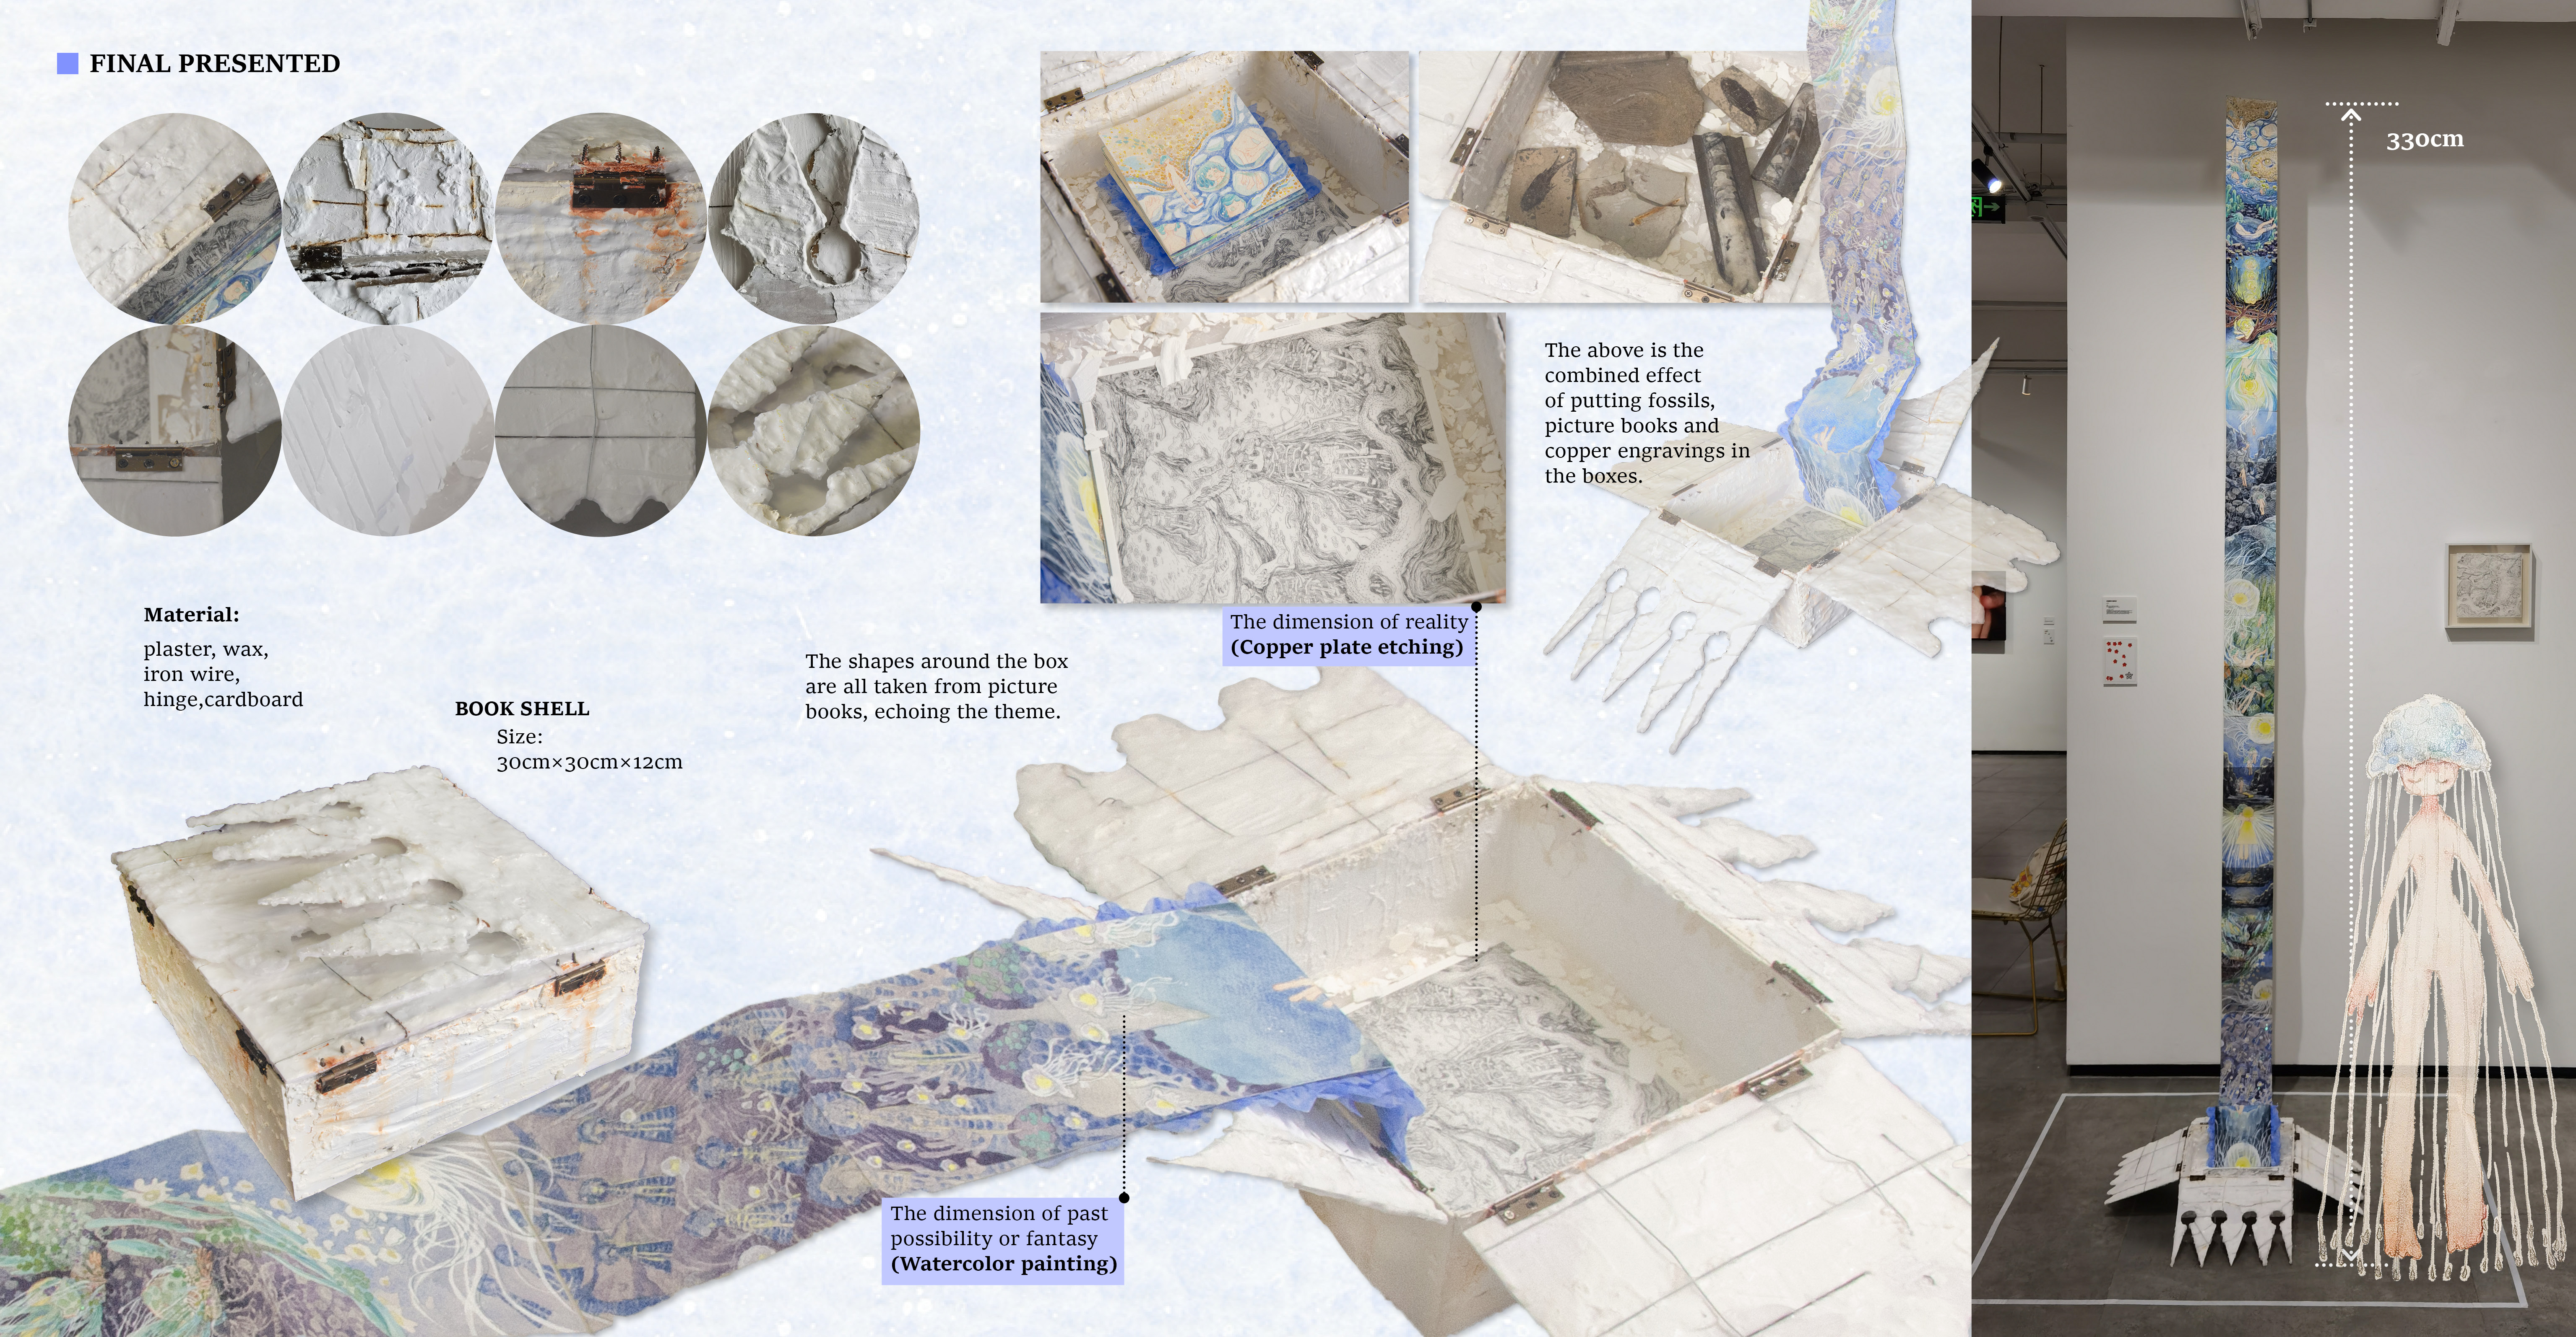 FINAL PRESENTED
Material:
plaster, wax,
iron wire,
hinge,cardboard
BOOK SHELL
Size:
30cm×30cm×12cm
The shapes around the box
are all taken from picture
books, echoing the theme.
The above is the
combined effect
of putting fossils,
picture books and
copper engravings in
the boxes.
The dimension of reality
(Copper plate etching)
The dimension of past
possibility or fantasy
(Watercolor painting)
330cm